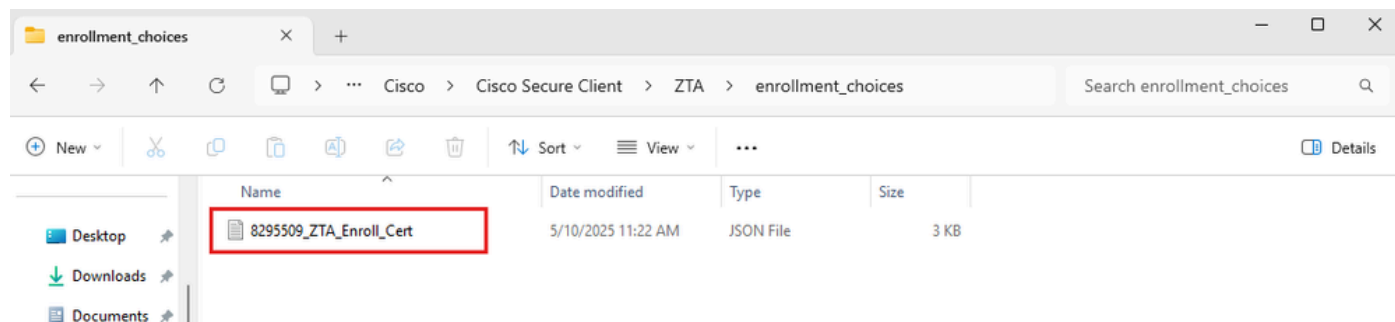 enrollment_choices
Cisco > Cisco Secure Client > ZTA > enrollment_choices
Search enrollment_choices
New
Sort
View
Details
Name
Date modified
Type
Size
8295509_ZTA_Enroll_Cert
5/10/2025 11:22 AM
JSON File
3 KB
Desktop
Downloads
Documents